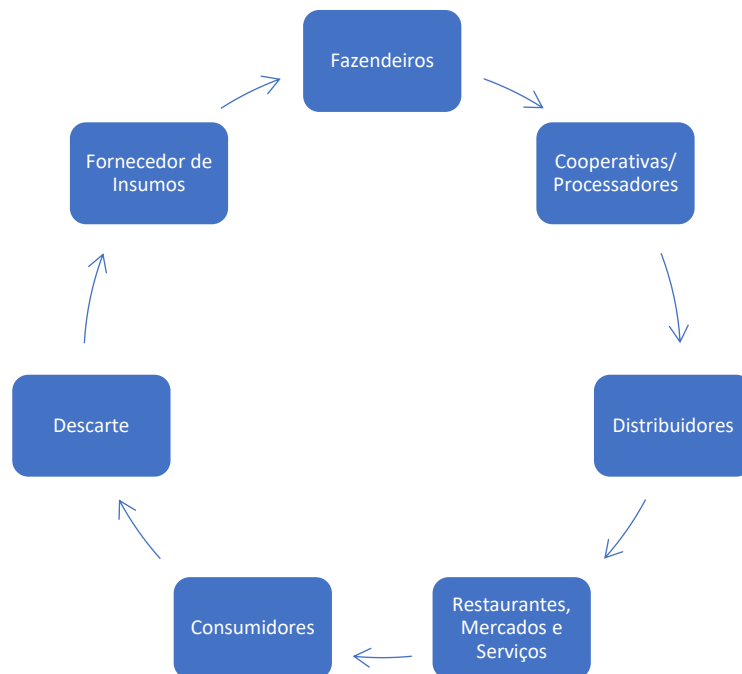 Fazendeiros
Cooperativas/
Processadores
Distribuidores
Restaurantes,
Mercados e
Serviços
Consumidores
Descarte
Fornecedor de
Insumos